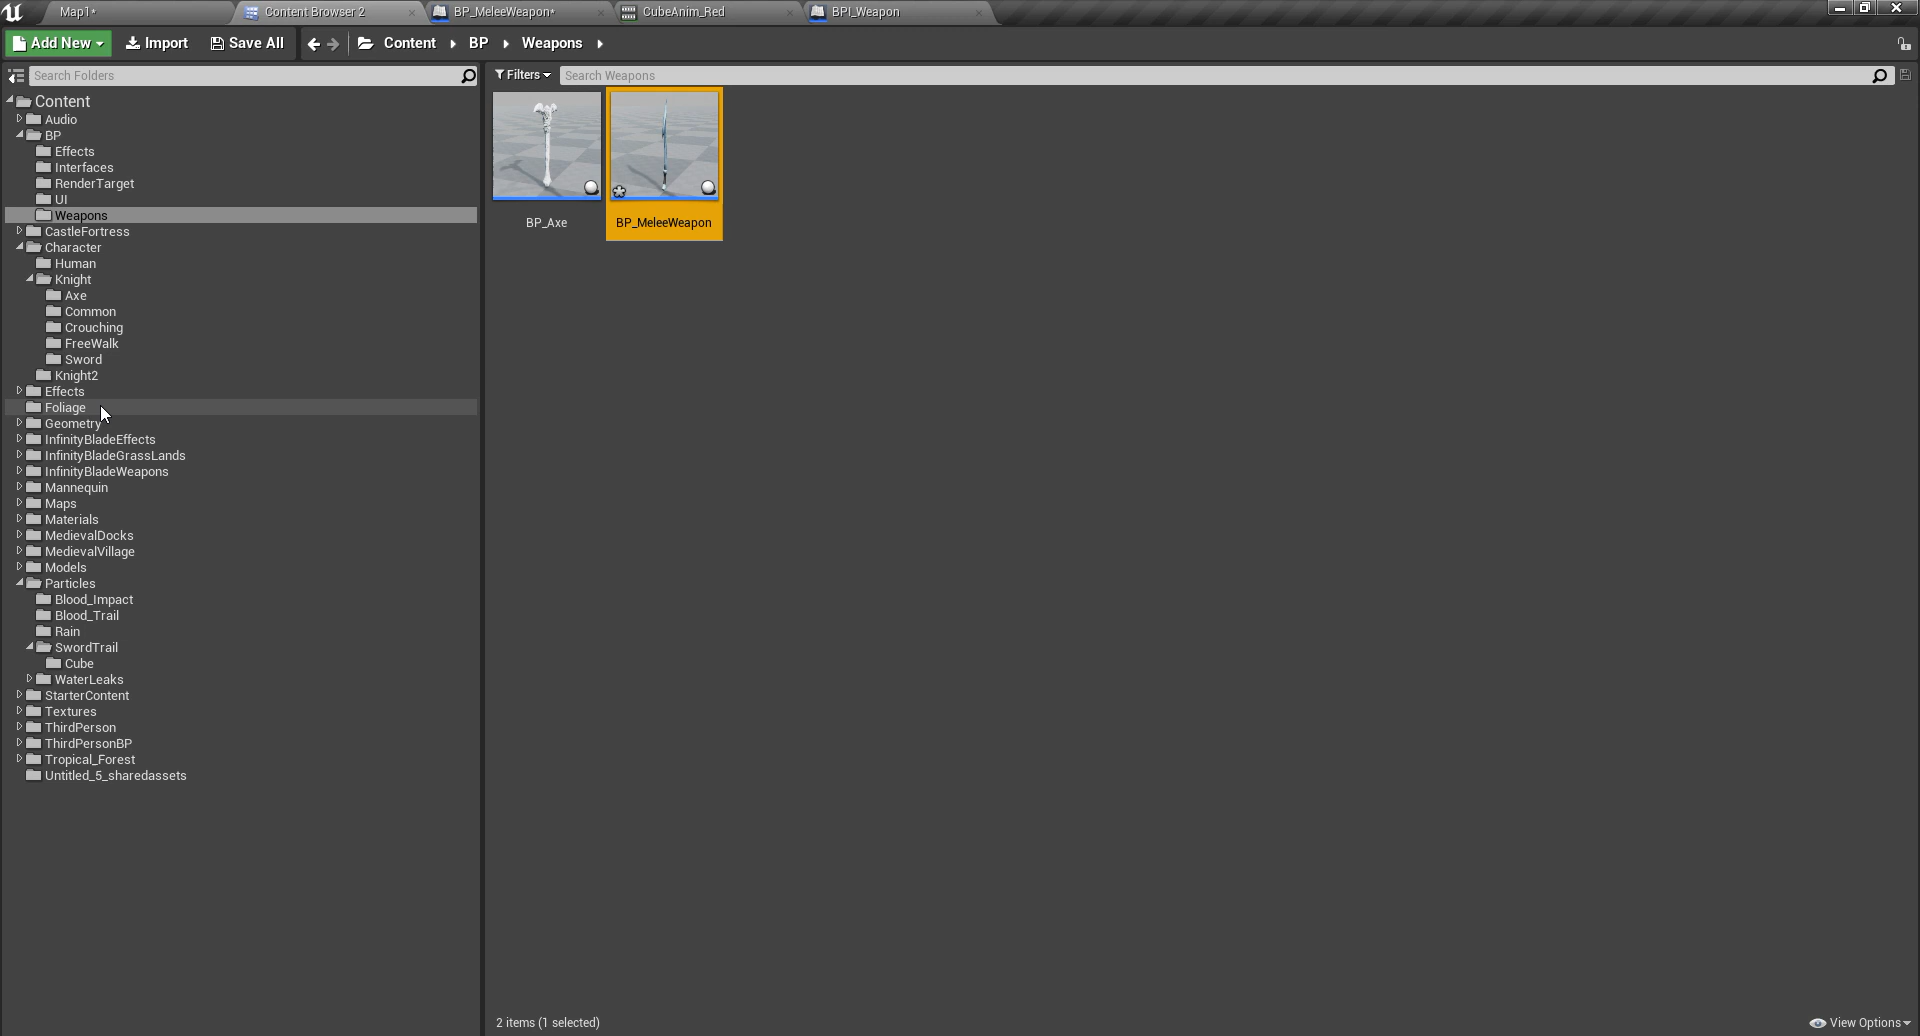 Map1*
Content Browser 2
BP_MeleeWeapon*
CubeAnim_Red
BPI_Weapon
Add New
Import
Save All
Content
BP
Weapons
Search Folders
Filters
Search Weapons
Content
Audio
BP
Effects
Interfaces
RenderTarget
UI
Weapons
CastleFortress
Character
Human
Knight
Axe
Common
Crouching
FreeWalk
Sword
Knight2
Effects
Foliage
Geometry
InfinityBladeEffects
InfinityBladeGrassLands
InfinityBladeWeapons
Mannequin
Maps
Materials
MedievalDocks
MedievalVillage
Models
Particles
Blood_Impact
Blood_Trail
Rain
SwordTrail
Cube
WaterLeaks
StarterContent
Textures
ThirdPerson
ThirdPersonBP
Tropical_Forest
Untitled_5_sharedassets
BP_Axe
BP_MeleeWeapon
2 items (1 selected)
View Options